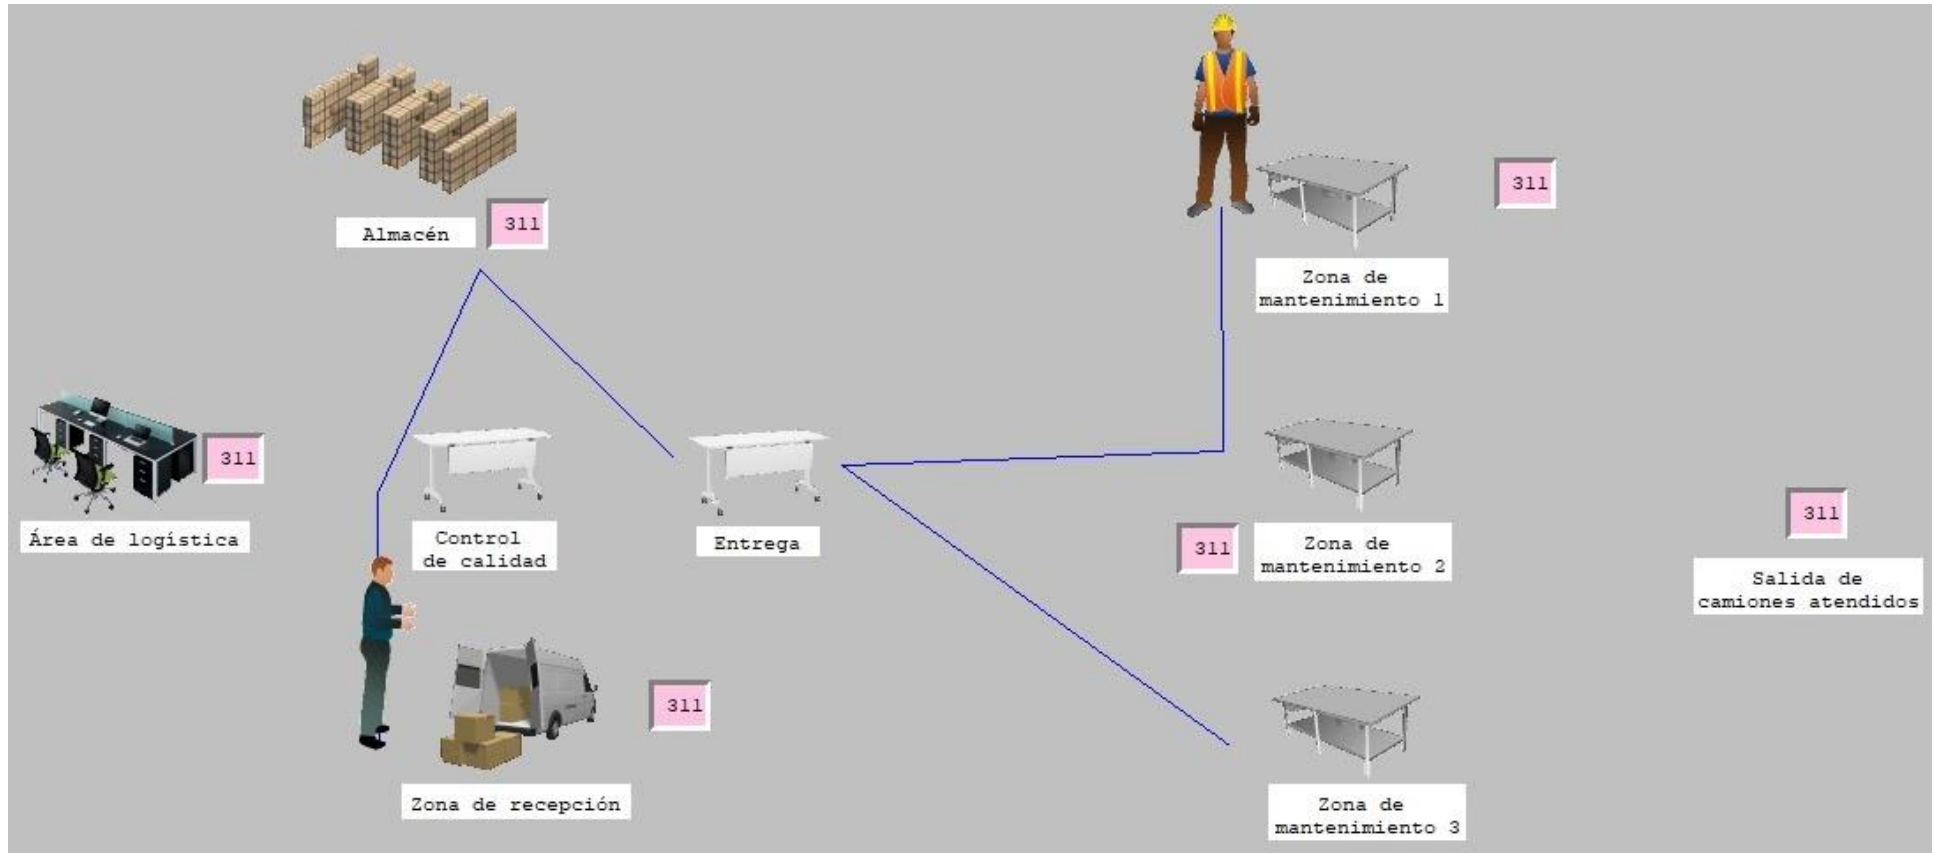 311
311
Almacén
Zona de
mantenimiento 1
311
Área de logística
Control
de calidad
Entrega
311
Zona de
mantenimiento 2
311
Salida de
camiones atendidos
311
Zona de recepción
Zona de
mantenimiento 3